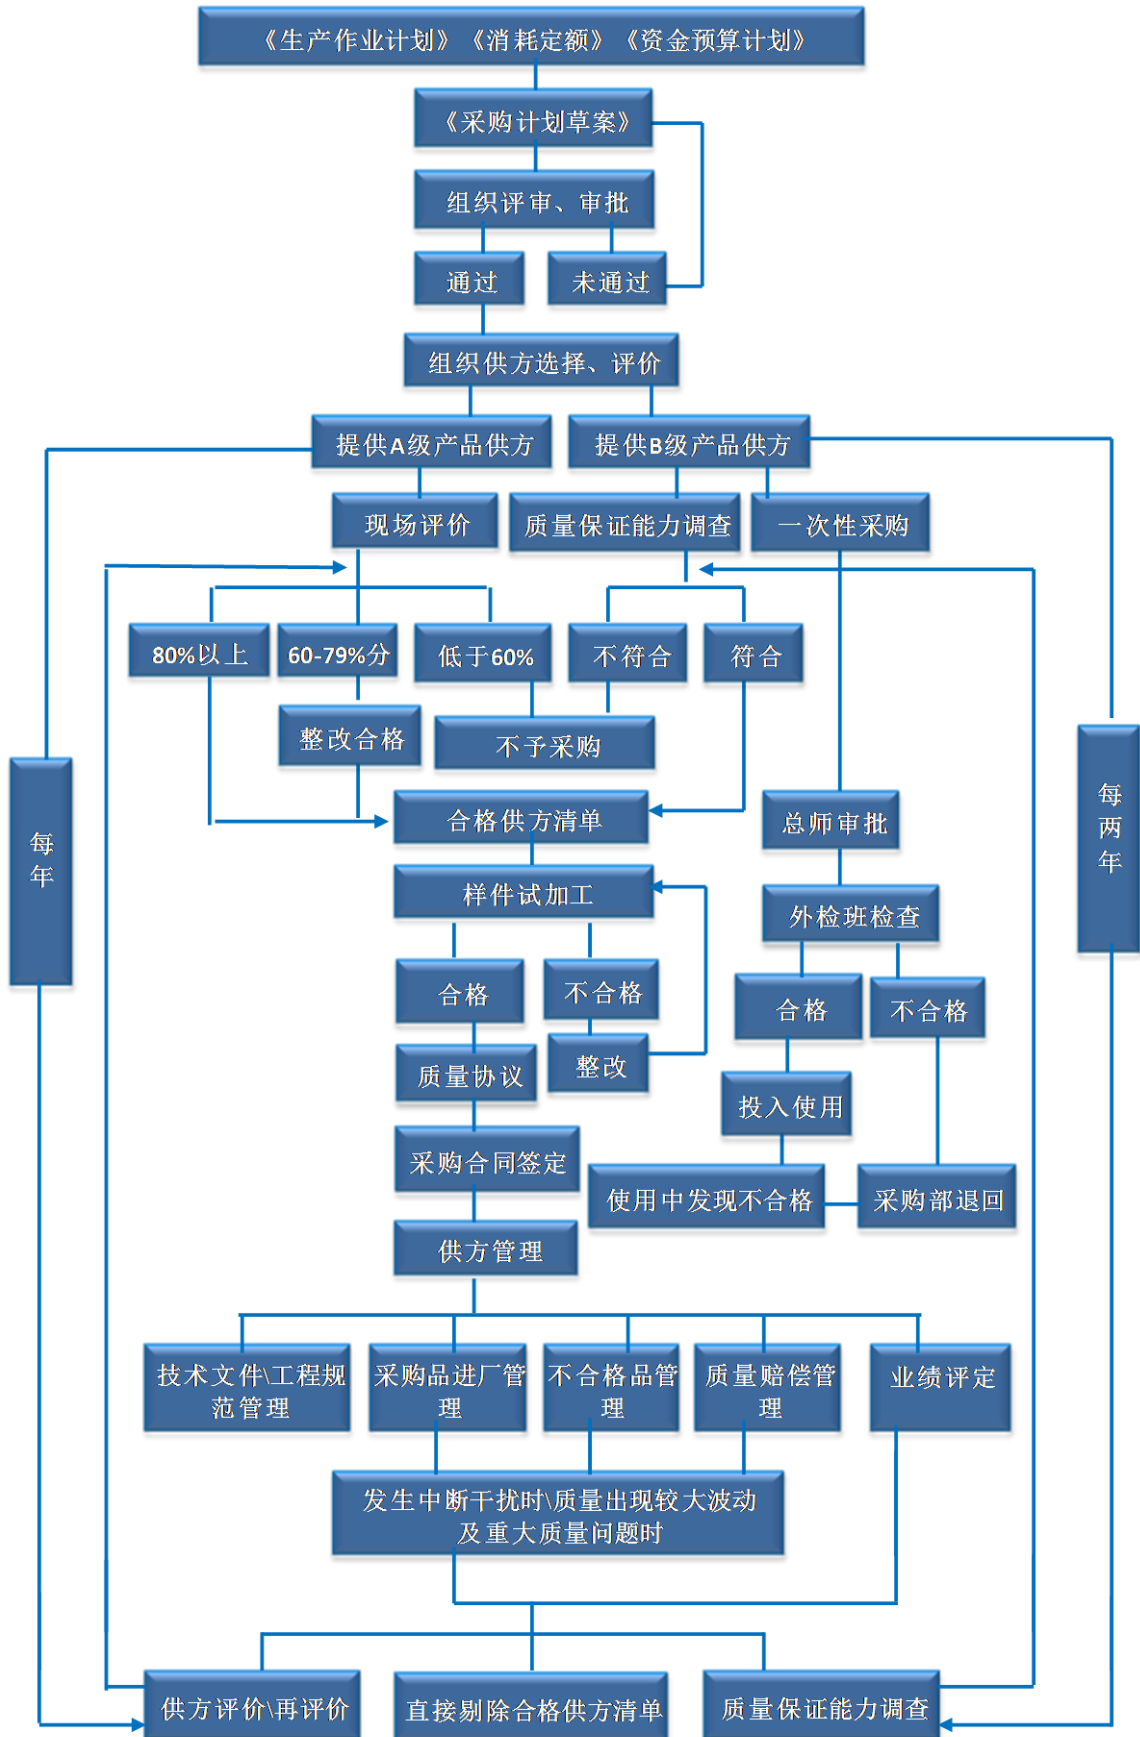 《生产作业计划》《消耗定额》《资金预算计划》
《采购计划草案》
组织评审、审批
通过
未通过
组织供方选择、评价
提供A级产品供方
提供B级产品供方
现场评价
质量保证能力调查
一次性采购
80%以上
60-79%分
低于60%
不符合
符合
整改合格
不予采购
每年
每两年
合格供方清单
总师审批
样件试加工
外检班检查
合格
不合格
合格
不合格
质量协议
整改
投入使用
采购合同签定
使用中发现不合格
采购部退回
供方管理
技术文件\工程规
范管理
采购品进厂管
理
不合格品管
理
质量赔偿管
理
业绩评定
发生中断干扰时\质量出现较大波动
及重大质量问题时
供方评价\再评价
直接剔除合格供方清单
质量保证能力调查